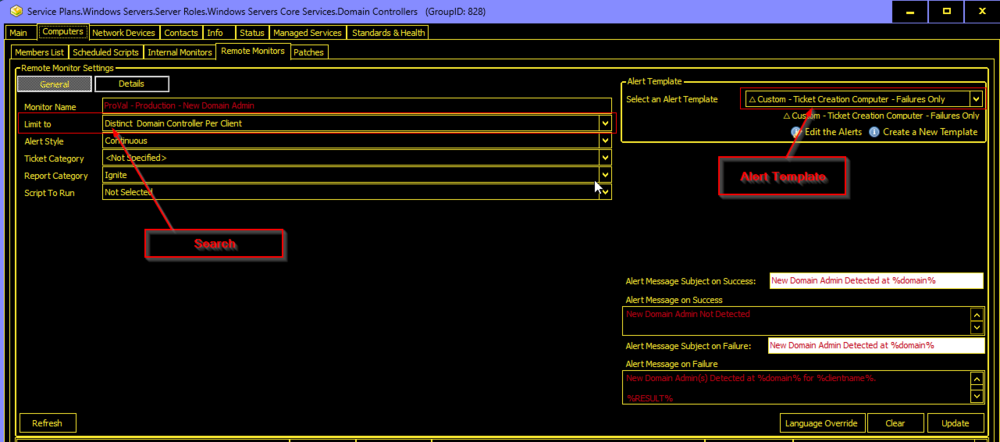 Service Plans.Windows Servers.Server Roles.Windows Servers Core Services.Domain Controllers (GroupID: 828)
Main Computers Network Devices Contacts Info Status Managed Services Standards & Health
Members List Scheduled Scripts Internal Monitors Remote Monitors Patches
Remote Monitor Settings
General Details
Monitor Name ProVal - Production - New Domain Admin
Limit to Distinct Domain Controller Per Client
Alert Style Continuous
Ticket Category <Not Specified>
Report Category Ignite
Script To Run Not Selected
Search
Alert Template
Select an Alert Template △ Custom - Ticket Creation Computer - Failures Only
△ Custom - Ticket Creation Computer - Failures Only
Edit the Alerts Create a New Template
Alert Template
Alert Message Subject on Success: New Domain Admin Detected at %domain%
Alert Message on Success
New Domain Admin Not Detected
Alert Message Subject on Failure: New Domain Admin Detected at %domain%
Alert Message on Failure
New Domain Admin(s) Detected at %domain% for %clientname%.
%RESULT%
Refresh Language Override Clear Update